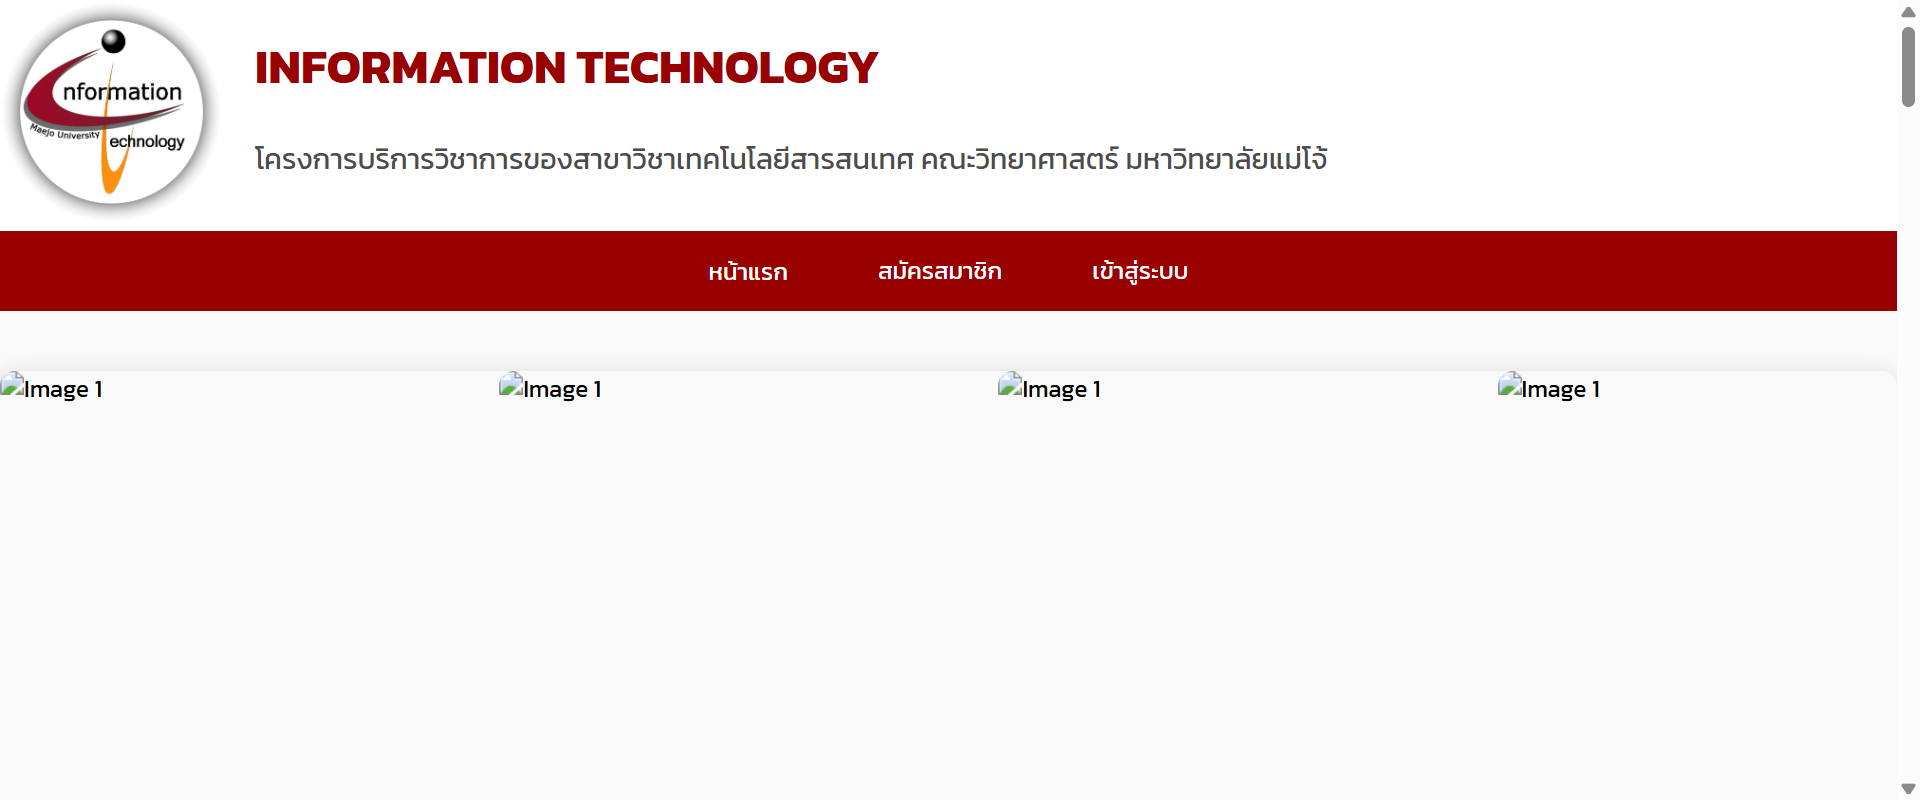 nformation
Maejo University
echnology
INFORMATION TECHNOLOGY
โครงการบริการวิชาการของสาขาวิชาเทคโนโลยีสารสนเทศ คณะวิทยาศาสตร์ มหาวิทยาลัยแม่โจ้
หน้าแรก สมัครสมาชิก เข้าสู่ระบบ
Image 1 Image 1 Image 1 Image 1